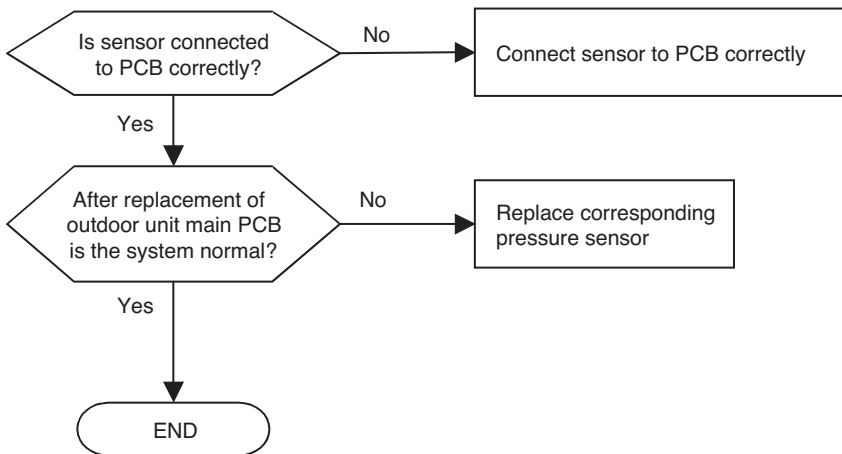 Is sensor connected
to PCB correctly?
No
Connect sensor to PCB correctly
Yes
After replacement of
outdoor unit main PCB
is the system normal?
No
Replace corresponding
pressure sensor
Yes
END